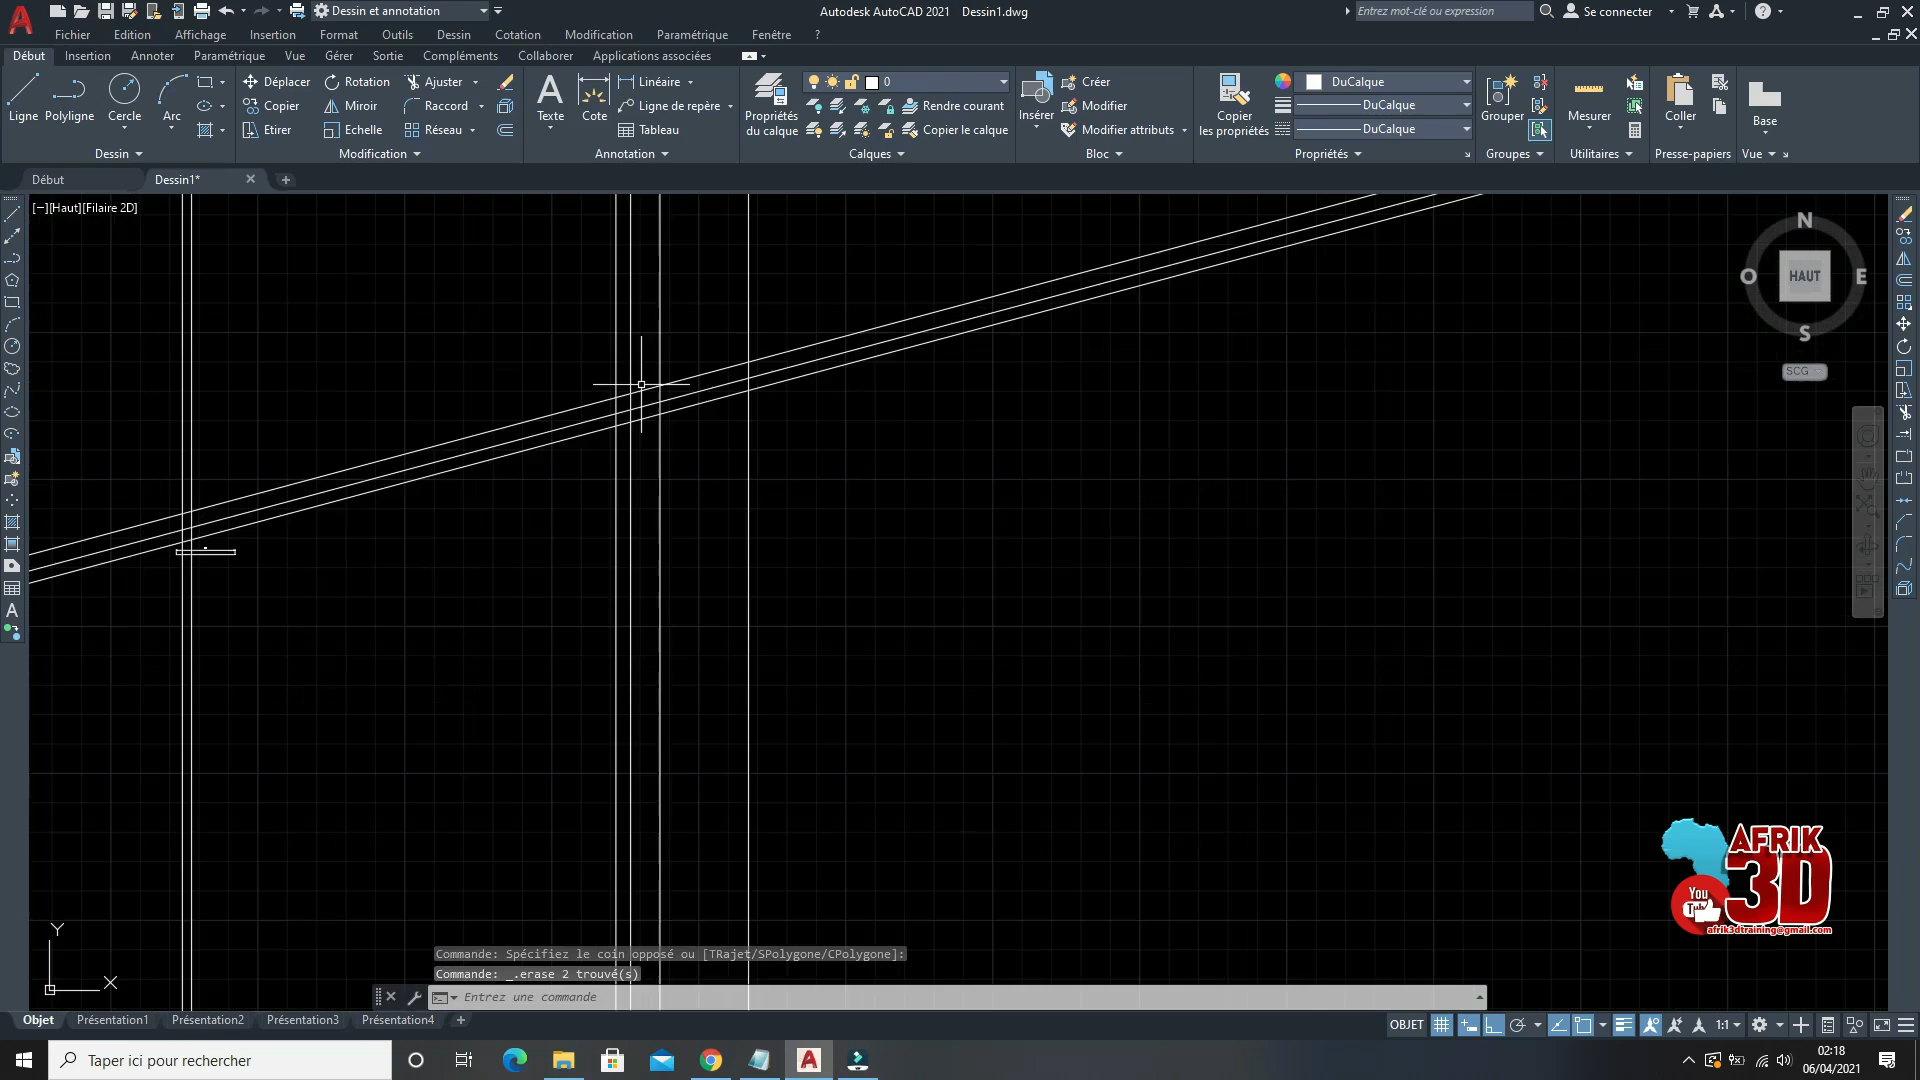 Dessin et annotation
Autodesk AutoCAD 2021 Dessin1.dwg
Entrez mot-clé ou expression
Se connecter
Fichier Edition Affichage Insertion Format Outils Dessin Cotation Modification Paramétrique Fenêtre ?
Début Insertion Annoter Paramétrique Vue Gérer Sortie Compléments Collaborer Applications associées
Ligne Polyligne Cercle Arc
Déplacer Rotation Ajuster
Copier Miroir Raccord
Etirer Echelle Réseau
Texte Cote
Linéaire
Ligne de repère
Tableau
Propriétés
du calque
0
Rendre courant
Copier le calque
Insérer
Créer
Modifier
Modifier attributs
Copier
les propriétés
DuCalque
DuCalque
DuCalque
Grouper
Mesurer
Coller
Base
Dessin Modification Annotation Calques Bloc Propriétés Groupes Utilitaires Presse-papiers Vue
Début Dessin1*
[−][Haut][Filaire 2D]
N
O HAUT E
S
SCG
AFRIK
3D
You
Tube
afrik3dtraining@gmail.com
Y
X
Commande: Spécifiez le coin opposé ou [TRajet/SPolygone/CPolygone]:
Commande: _.erase 2 trouvé(s)
Entrez une commande
Objet Présentation1 Présentation2 Présentation3 Présentation4 +
OBJET 1:1
Taper ici pour rechercher
02:18
06/04/2021